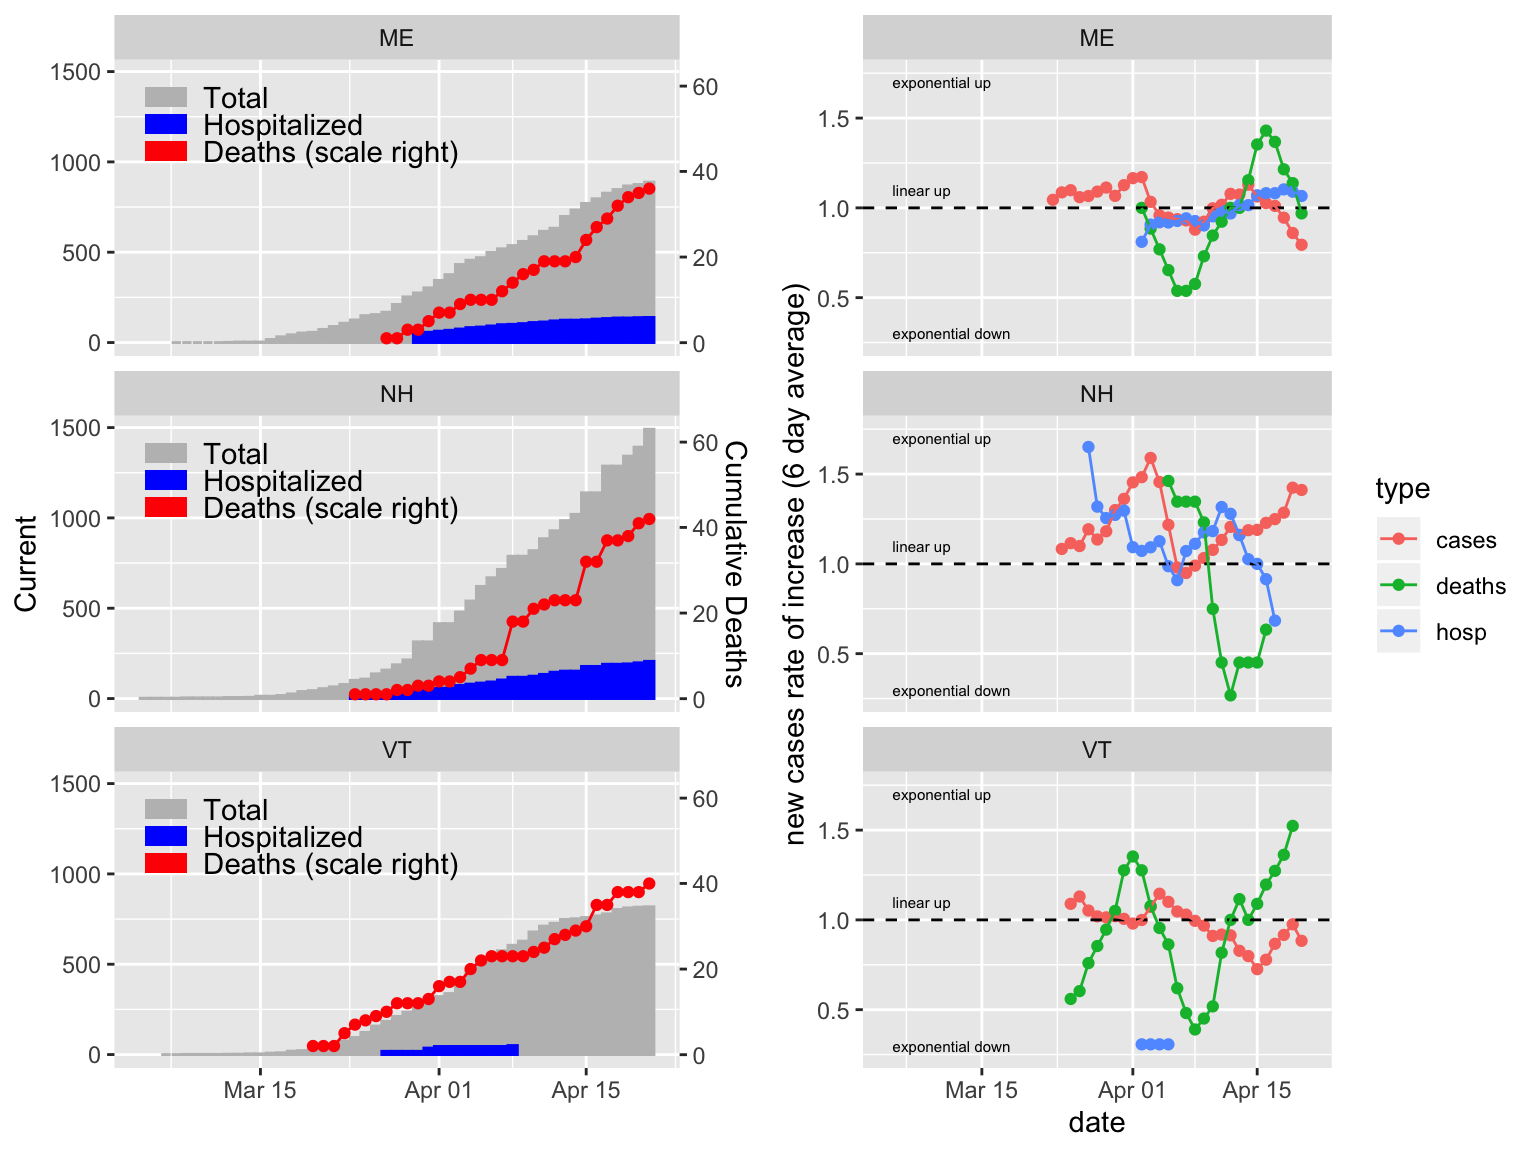 ME
1500
1000
500
0
60
40
20
0
Total
Hospitalized
Deaths (scale right)
NH
1500
1000
500
0
60
40
20
0
Total
Hospitalized
Deaths (scale right)
VT
1500
1000
500
0
60
40
20
0
Total
Hospitalized
Deaths (scale right)
Mar 15
Apr 01
Apr 15
Current
Cumulative Deaths
new cases rate of increase (6 day average)
ME
1.5
1.0
0.5
exponential up
linear up
exponential down
NH
1.5
1.0
0.5
exponential up
linear up
exponential down
VT
1.5
1.0
0.5
exponential up
linear up
exponential down
Mar 15
Apr 01
Apr 15
date
type
cases
deaths
hosp